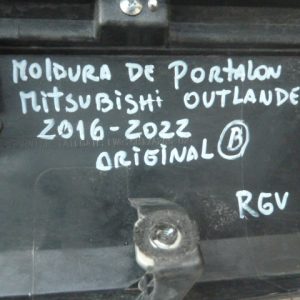 MOLDURA DE PORTALON
MITSUBISHI OUTLANDE
2016-2022
ORIGINAL B
RGV